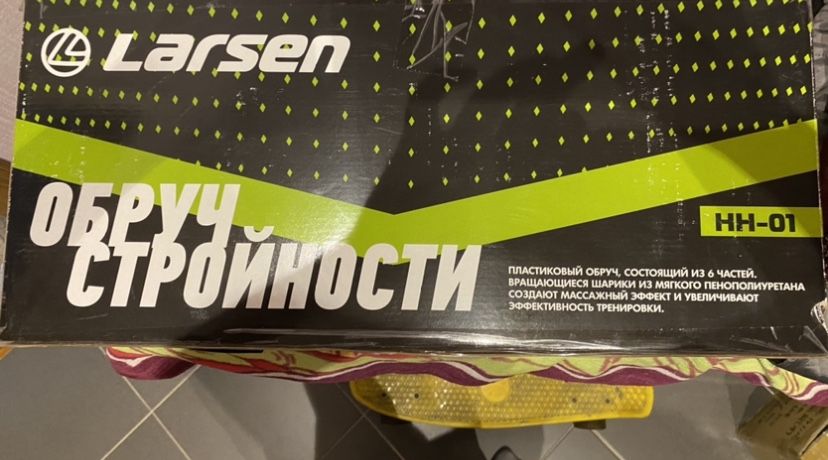 Larsen
ОБРУЧ
СТРОЙНОСТИ
HH-01
ПЛАСТИКОВЫЙ ОБРУЧ, СОСТОЯЩИЙ ИЗ 6 ЧАСТЕЙ.
ВРАЩАЮЩИЕСЯ ШАРИКИ ИЗ МЯГКОГО ПЕНОПОЛИУРЕТАНА
СОЗДАЮТ МАССАЖНЫЙ ЭФФЕКТ И УВЕЛИЧИВАЮТ
ЭФФЕКТИВНОСТЬ ТРЕНИРОВКИ.